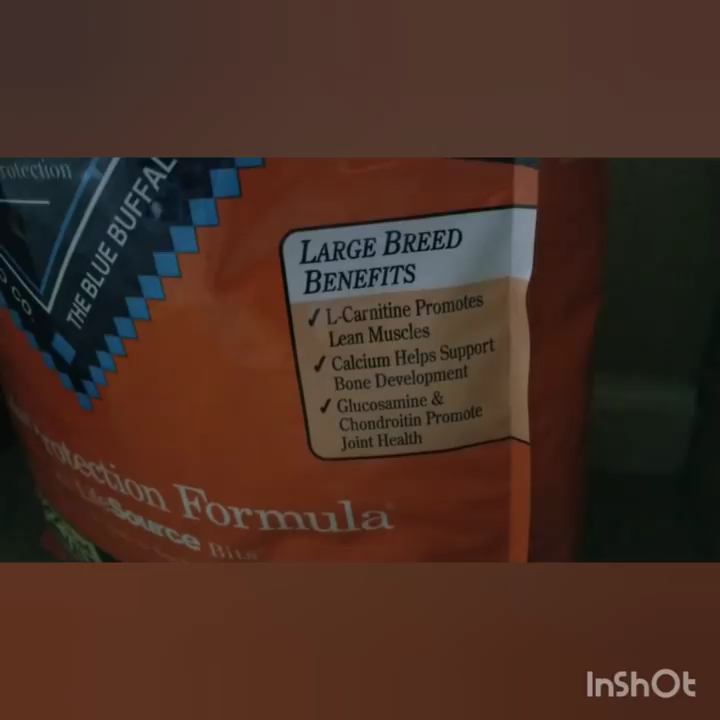 rotection
THE BLUE BUFFAL
CO.
LARGE BREED
BENEFITS
✓ L-Carnitine Promotes
Lean Muscles
✓ Calcium Helps Support
Bone Development
✓ Glucosamine &
Chondroitin Promote
Joint Health
Protection Formula
LifeSource Bits
InShOt